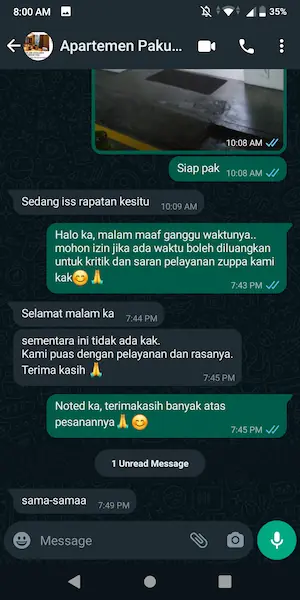 8:00 AM
35%
Apartemen Paku...
10:08 AM
Siap pak 10:08 AM
Sedang iss rapatan kesitu 10:09 AM
Halo ka, malam maaf ganggu waktunya..
mohon izin jika ada waktu boleh diluangkan
untuk kritik dan saran pelayanan zuppa kami
kak😊🙏
7:43 PM
Selamat malam ka 7:44 PM
sementara ini tidak ada kak.
Kami puas dengan pelayanan dan rasanya.
Terima kasih 🙏
7:45 PM
Noted ka, terimakasih banyak atas
pesanannya🙏😊
7:45 PM
1 Unread Message
sama-samaa 7:49 PM
Message